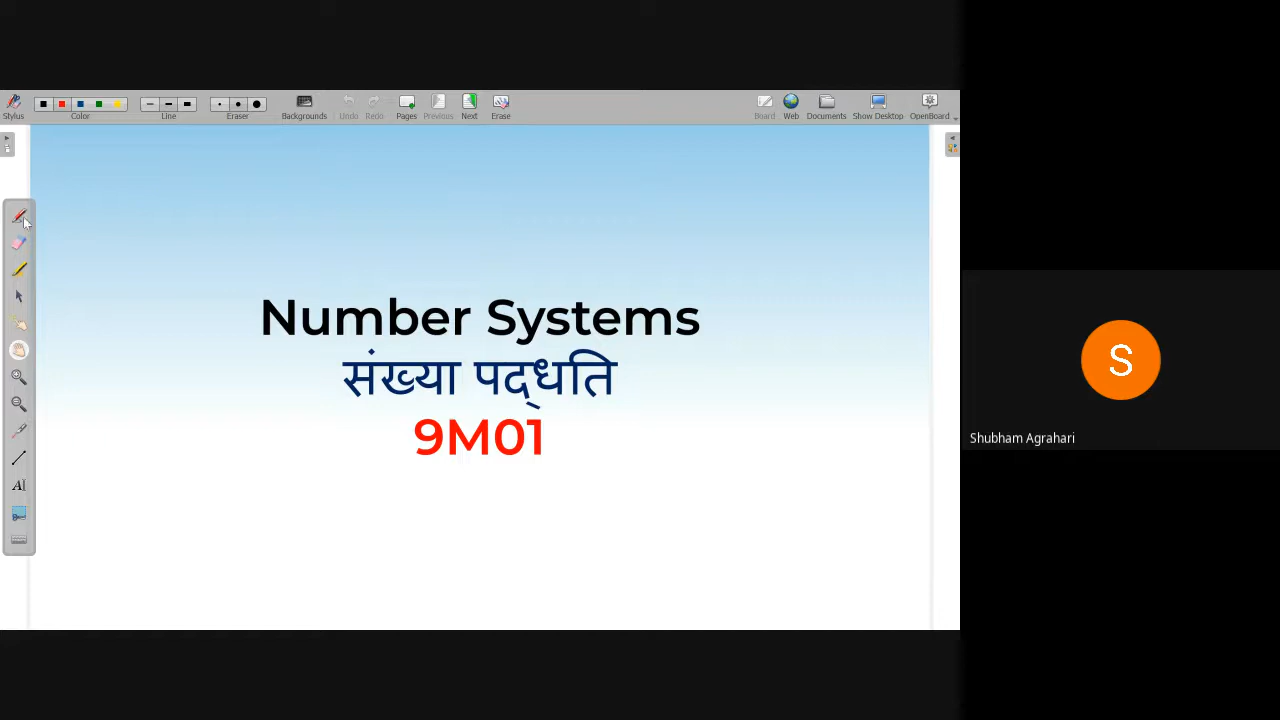 Stylus
Color
Line
Eraser
Backgrounds
Undo
Redo
Pages
Previous
Next
Erase
Board
Web
Documents
Show Desktop
OpenBoard
Number Systems
संख्या पद्धति
9M01
S
Shubham Agrahari